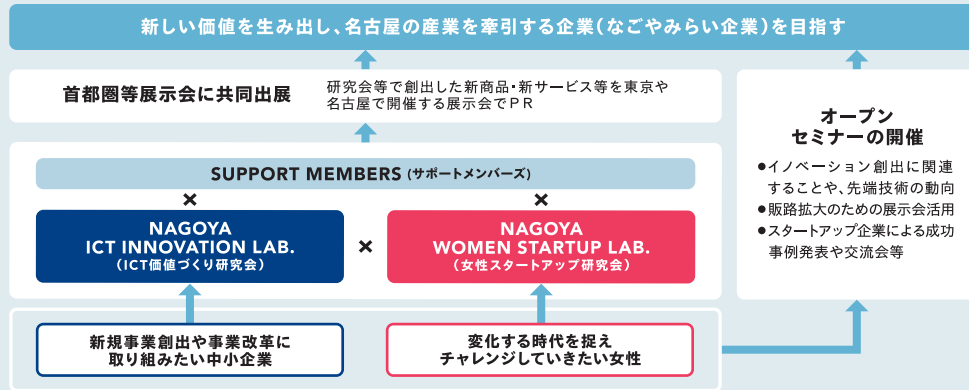 新しい価値を生み出し、名古屋の産業を牽引する企業(なごやみらい企業)を目指す
首都圏等展示会に共同出展
研究会等で創出した新商品・新サービス等を東京や
名古屋で開催する展示会でPR
SUPPORT MEMBERS (サポートメンバーズ)
×
×
NAGOYA
ICT INNOVATION LAB.
(ICT価値づくり研究会)
×
NAGOYA
WOMEN STARTUP LAB.
(女性スタートアップ研究会)
新規事業創出や事業改革に
取り組みたい中小企業
変化する時代を捉え
チャレンジしていきたい女性
オープン
セミナーの開催
●イノベーション創出に関連
することや、先端技術の動向
●販路拡大のための展示会活用
●スタートアップ企業による成功
事例発表や交流会等